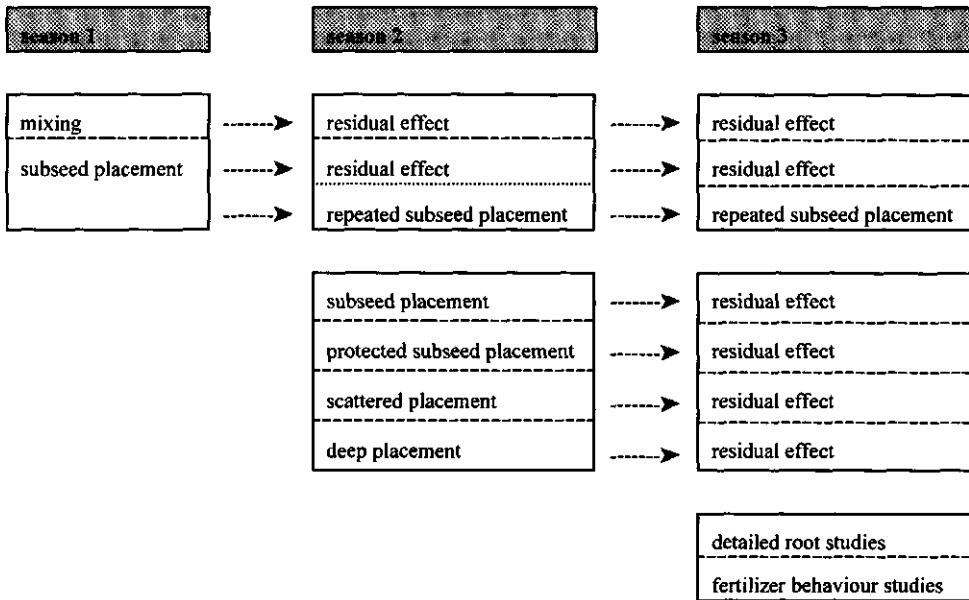 season 1 season 2 season 3
mixing residual effect residual effect
subseed placement residual effect residual effect
repeated subseed placement repeated subseed placement
subseed placement residual effect
protected subseed placement residual effect
scattered placement residual effect
deep placement residual effect
detailed root studies
fertilizer behaviour studies